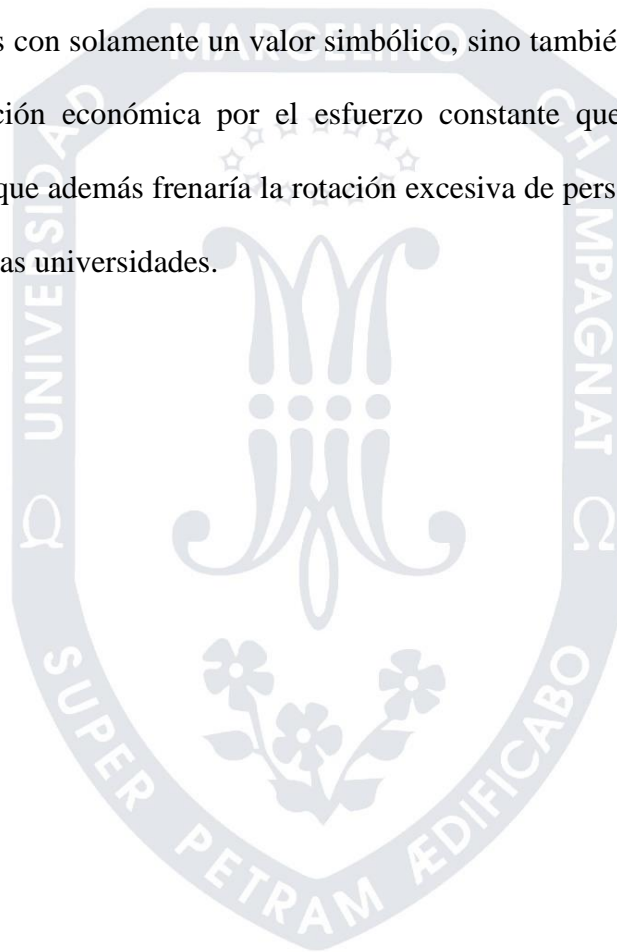 s con solamente un valor simbólico, sino tambié
ción económica por el esfuerzo constante que
que además frenaría la rotación excesiva de pers
as universidades.
UNIVERSIDAD MARCELINO CHAMPAGNAT
SUPER PETRAM ÆDIFICABO